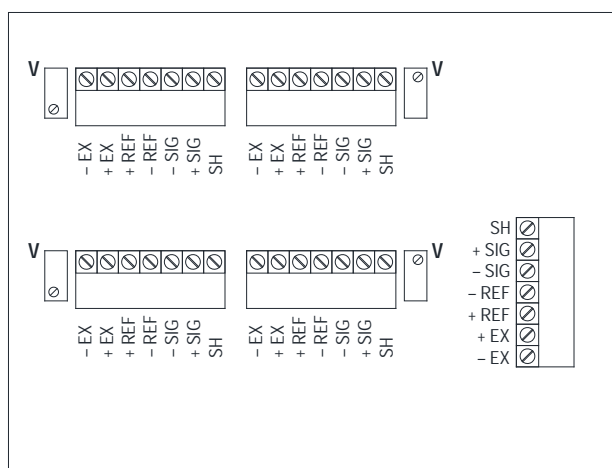 V
V
– EX
+ EX
+ REF
– REF
– SIG
+ SIG
SH
– EX
+ EX
+ REF
– REF
– SIG
+ SIG
SH
V
V
– EX
+ EX
+ REF
– REF
– SIG
+ SIG
SH
– EX
+ EX
+ REF
– REF
– SIG
+ SIG
SH
SH
+ SIG
– SIG
– REF
+ REF
+ EX
– EX